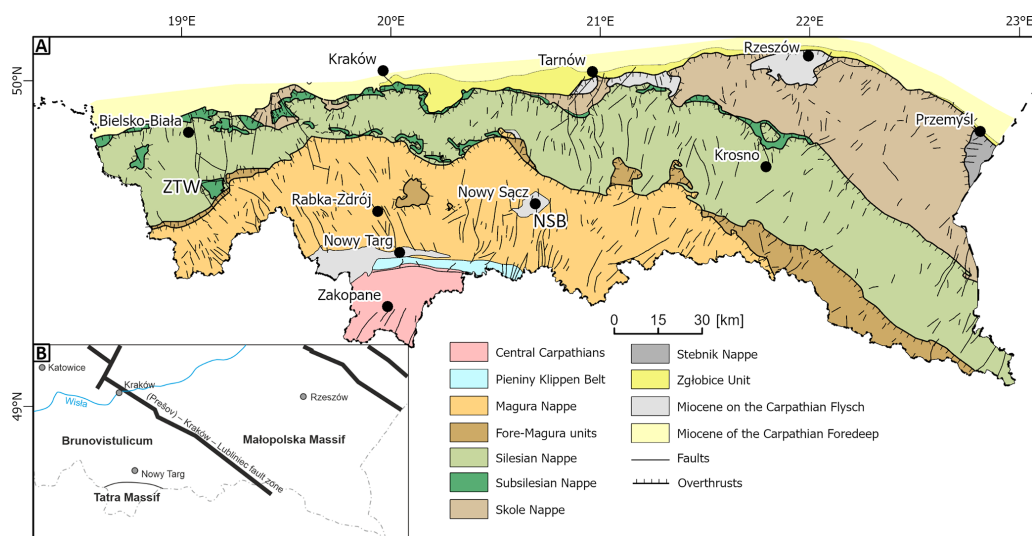 19°E
20°E
21°E
22°E
23°E
A
50°N
49°N
Kraków
Tarnów
Rzeszów
Bielsko-Biała
Przemyśl
Krosno
ZTW
Rabka-Zdrój
Nowy Sącz
NSB
Nowy Targ
Zakopane
0 15 30 [km]
B
Katowice
Kraków
Wisła
Rzeszów
(Prešov) – Kraków – Lubliniec fault zone
Brunovistulicum
Małopolska Massif
Nowy Targ
Tatra Massif
Central Carpathians
Pieniny Klippen Belt
Magura Nappe
Fore-Magura units
Silesian Nappe
Subsilesian Nappe
Skole Nappe
Stebnik Nappe
Zgłobice Unit
Miocene on the Carpathian Flysch
Miocene of the Carpathian Foredeep
Faults
Overthrusts